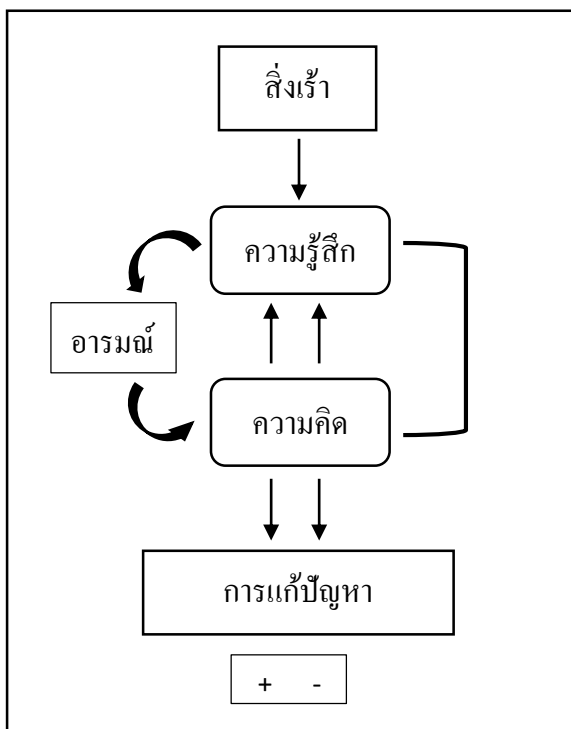 สิ่งเร้า
ความรู้สึก
อารมณ์
ความคิด
การแก้ปัญหา
+ -